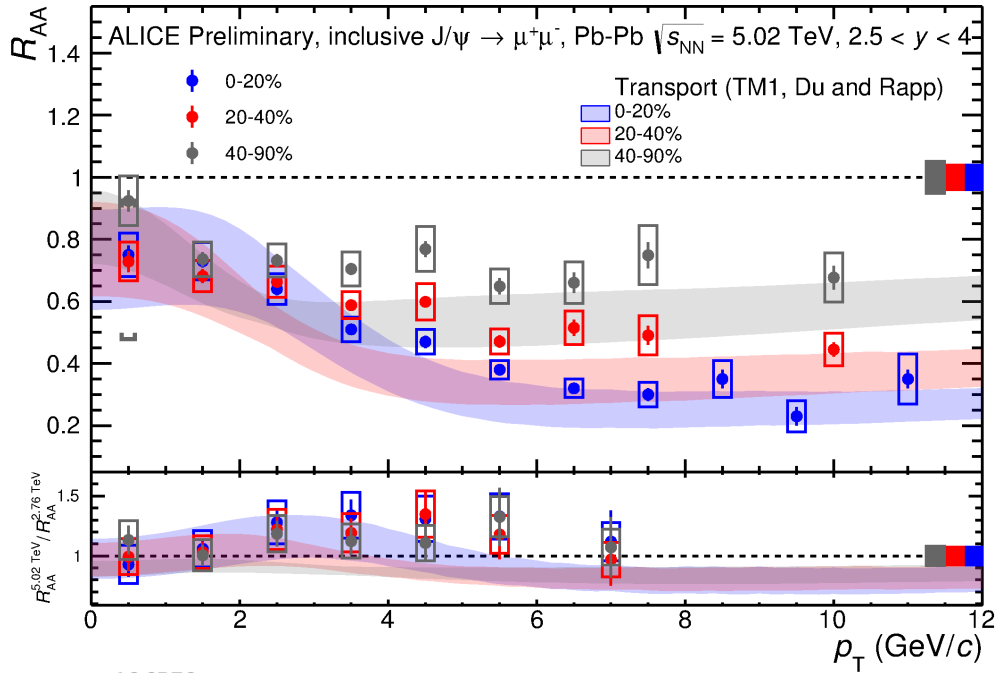 R_AA
ALICE Preliminary, inclusive J/ψ → μ⁺μ⁻, Pb-Pb √s_NN = 5.02 TeV, 2.5 < y < 4
0-20%
20-40%
40-90%
Transport (TM1, Du and Rapp)
0-20%
20-40%
40-90%
1.4
1.2
1
0.8
0.6
0.4
0.2
R_AA^5.02 TeV/R_AA^2.76 TeV
1.5
1
0 2 4 6 8 10 12
p_T (GeV/c)